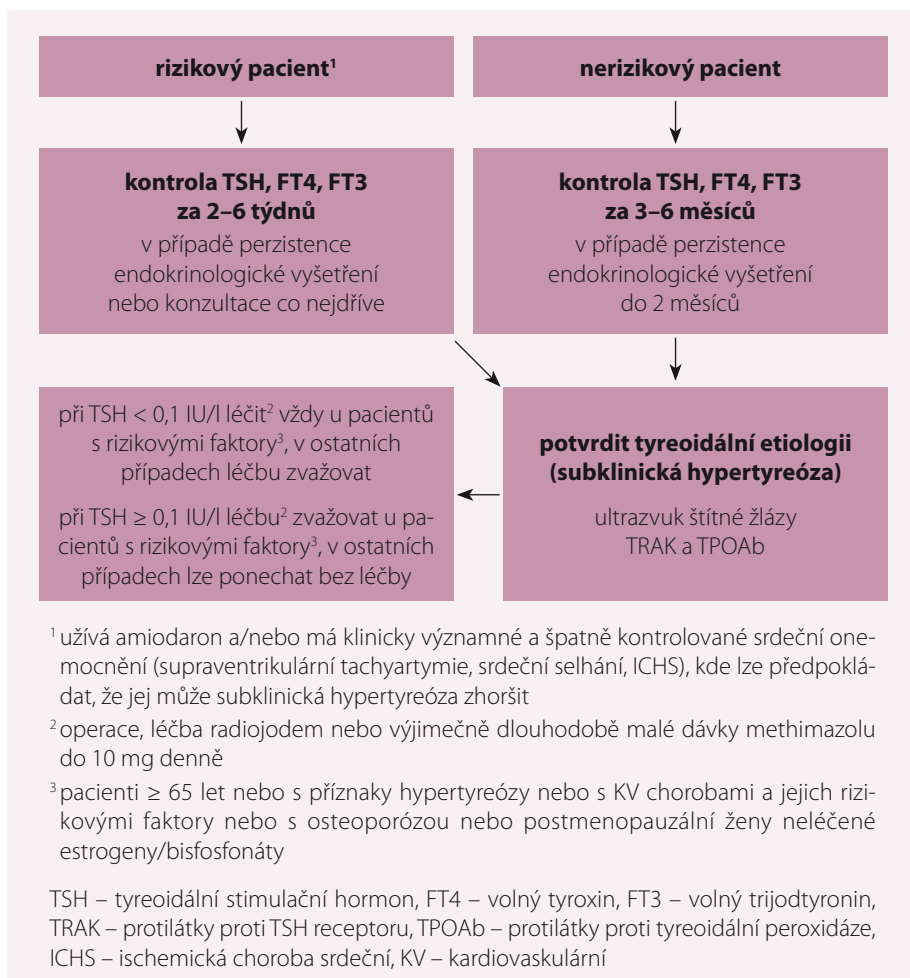 rizikový pacient¹
nerizikový pacient
kontrola TSH, FT4, FT3
za 2–6 týdnů
v případě perzistence
endokrinologické vyšetření
nebo konzultace co nejdříve
kontrola TSH, FT4, FT3
za 3–6 měsíců
v případě perzistence
endokrinologické vyšetření
do 2 měsíců
při TSH < 0,1 IU/l léčit² vždy u pacientů
s rizikovými faktory³, v ostatních
případech léčbu zvažovat
při TSH ≥ 0,1 IU/l léčbu² zvažovat u pa-
cientů s rizikovými faktory³, v ostatních
případech lze ponechat bez léčby
potvrdit tyreoidální etiologii
(subklinická hypertyreóza)
ultrazvuk štítné žlázy
TRAK a TPOAb
¹ užívá amiodaron a/nebo má klinicky významné a špatně kontrolované srdeční one-
mocnění (supraventrikulární tachyartymie, srdeční selhání, ICHS), kde lze předpoklá-
dat, že jej může subklinická hypertyreóza zhoršit
² operace, léčba radiojodem nebo výjimečně dlouhodobě malé dávky methimazolu
do 10 mg denně
³ pacienti ≥ 65 let nebo s příznaky hypertyreózy nebo s KV chorobami a jejich rizi-
kovými faktory nebo s osteoporózou nebo postmenopauzální ženy neléčené
estrogeny/bisfosfonáty
TSH – tyreoidální stimulační hormon, FT4 – volný tyroxin, FT3 – volný trijodtyronin,
TRAK – protilátky proti TSH receptoru, TPOAb – protilátky proti tyreoidální peroxidáze,
ICHS – ischemická choroba srdeční, KV – kardiovaskulární